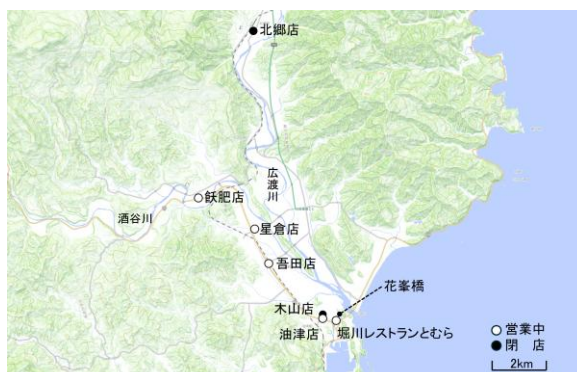 北郷店
広渡川
飫肥店
酒谷川
星倉店
吾田店
花峯橋
木山店
油津店
堀川レストランとむら
営業中
閉 店
2km